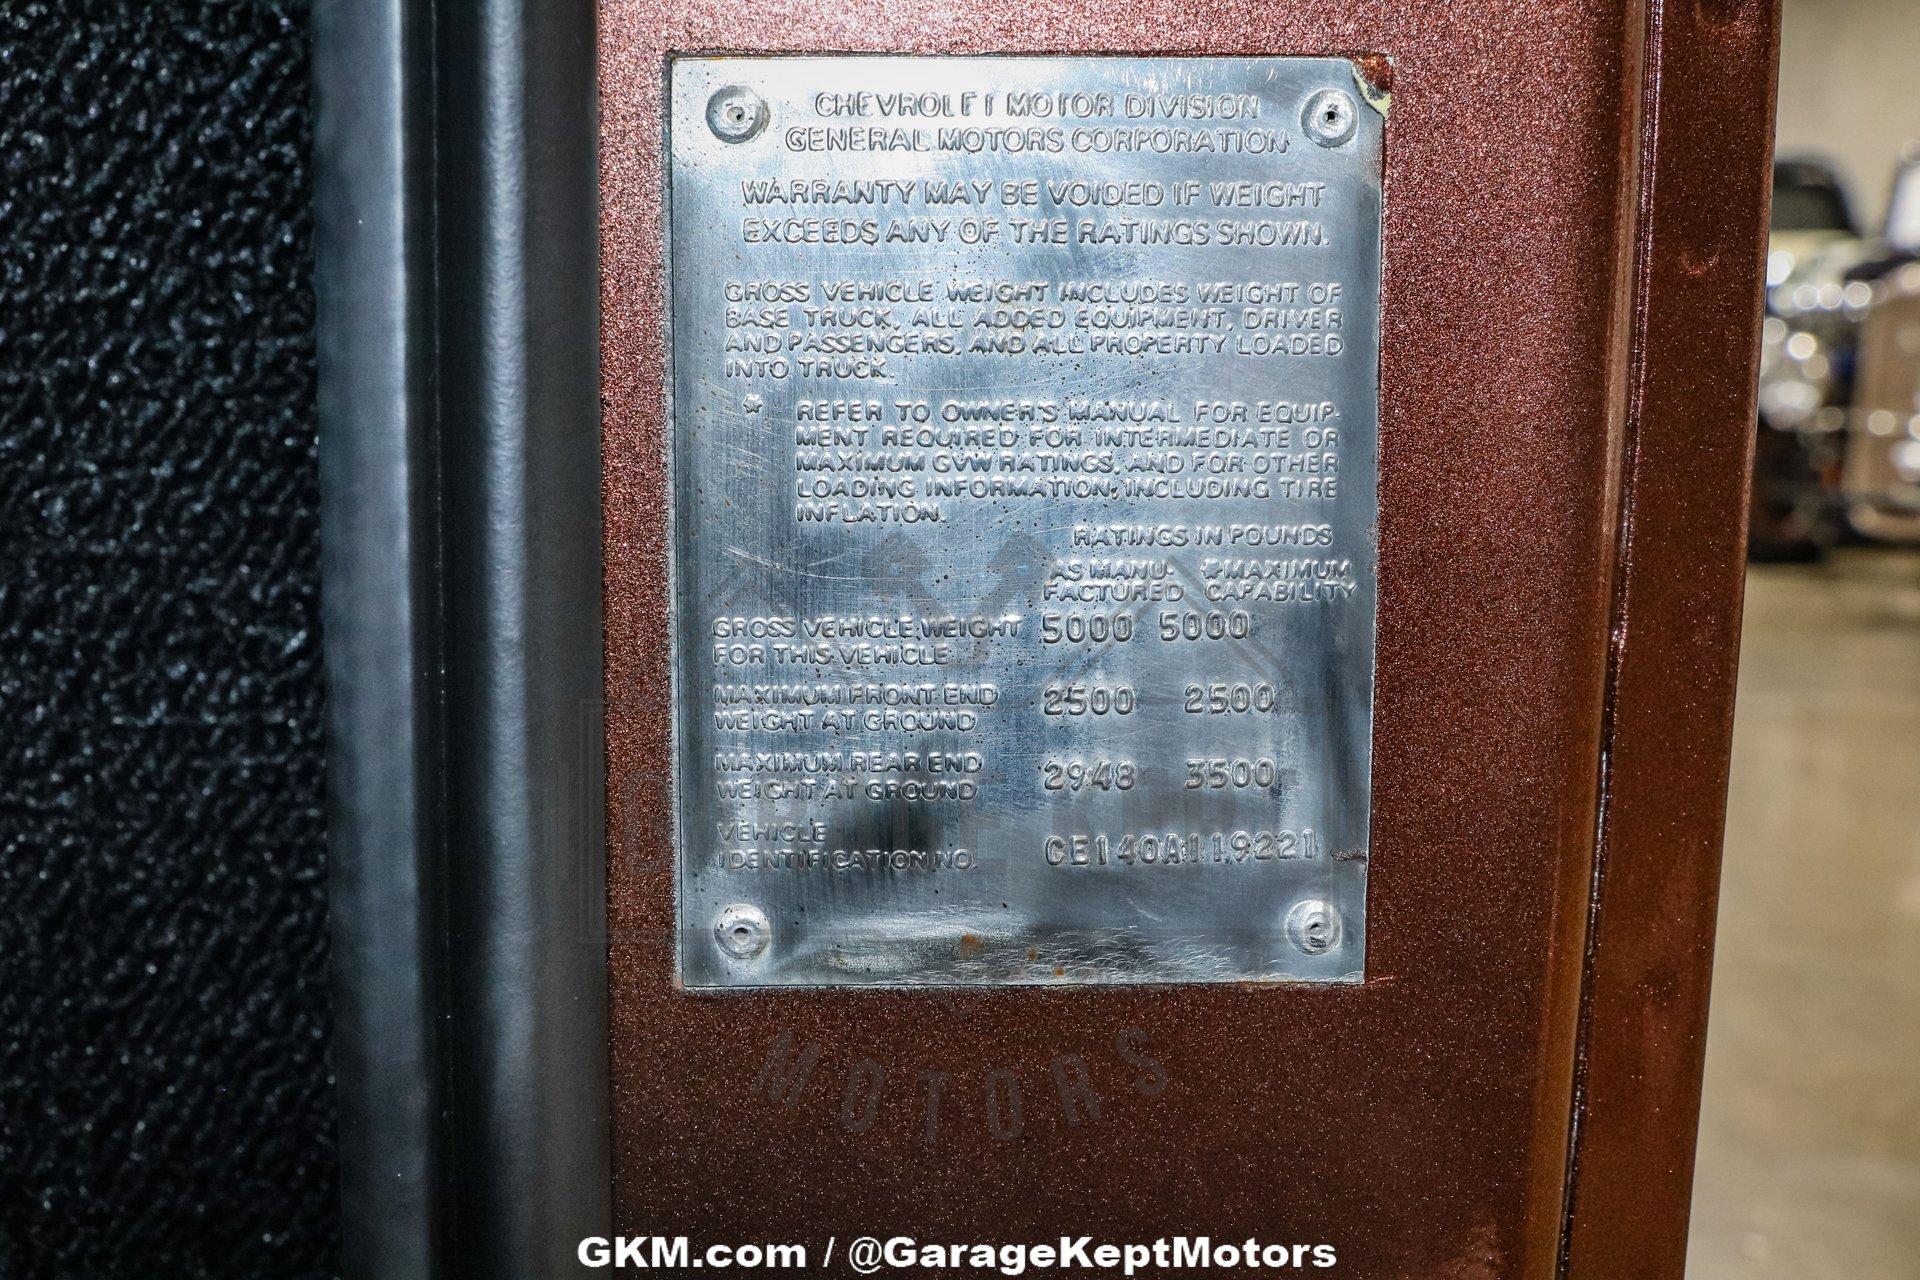 CHEVROLET MOTOR DIVISION
GENERAL MOTORS CORPORATION
WARRANTY MAY BE VOIDED IF WEIGHT
EXCEEDS ANY OF THE RATINGS SHOWN.
GROSS VEHICLE WEIGHT INCLUDES WEIGHT OF
BASE TRUCK, ALL ADDED EQUIPMENT, DRIVER
AND PASSENGERS, AND ALL PROPERTY LOADED
INTO TRUCK.
* REFER TO OWNER'S MANUAL FOR EQUIP-
MENT REQUIRED FOR INTERMEDIATE OR
MAXIMUM GVW RATINGS, AND FOR OTHER
LOADING INFORMATION, INCLUDING TIRE
INFLATION.
RATINGS IN POUNDS
AS MANU- *MAXIMUM
FACTURED CAPABILITY
GROSS VEHICLE WEIGHT 5000 5000
FOR THIS VEHICLE
MAXIMUM FRONT END 2500 2500
WEIGHT AT GROUND
MAXIMUM REAR END 2948 3500
WEIGHT AT GROUND
VEHICLE
IDENTIFICATION NO. CE140A119221
MOTORS
GKM.com / @GarageKeptMotors